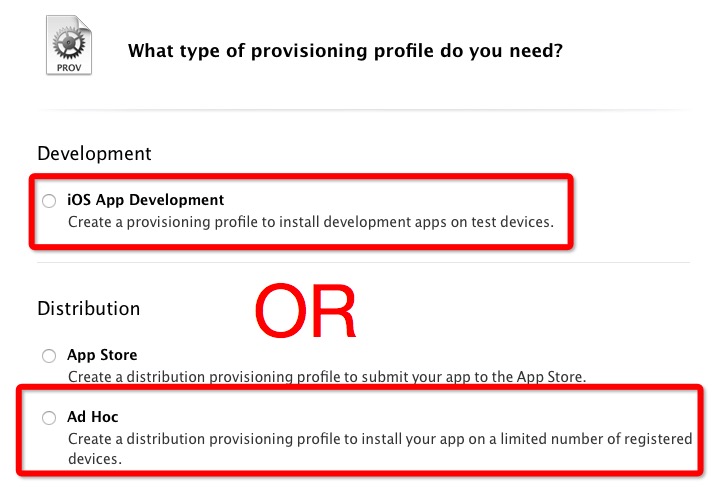 PROV
What type of provisioning profile do you need?
Development
iOS App Development
Create a provisioning profile to install development apps on test devices.
OR
Distribution
App Store
Create a distribution provisioning profile to submit your app to the App Store.
Ad Hoc
Create a distribution provisioning profile to install your app on a limited number of registered
devices.